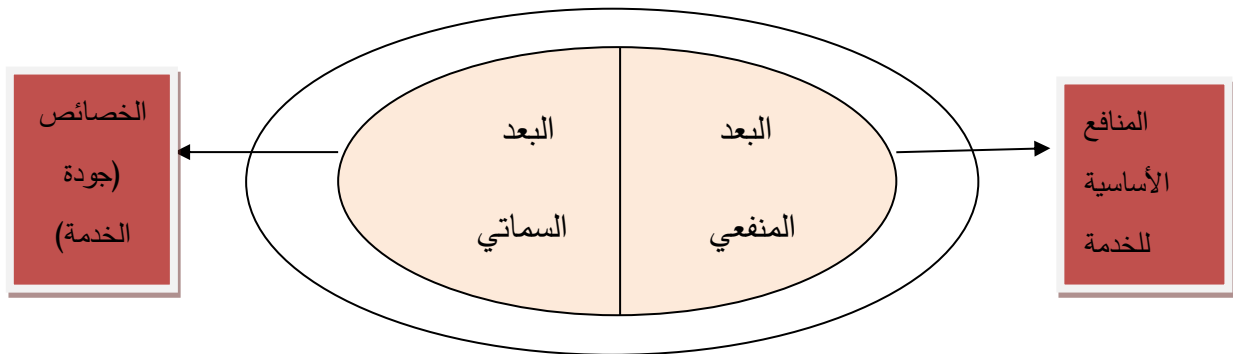 المنافع
الأساسية
للخدمة
البعد
المنفعي
البعد
السماتي
الخصائص
(جودة
الخدمة)